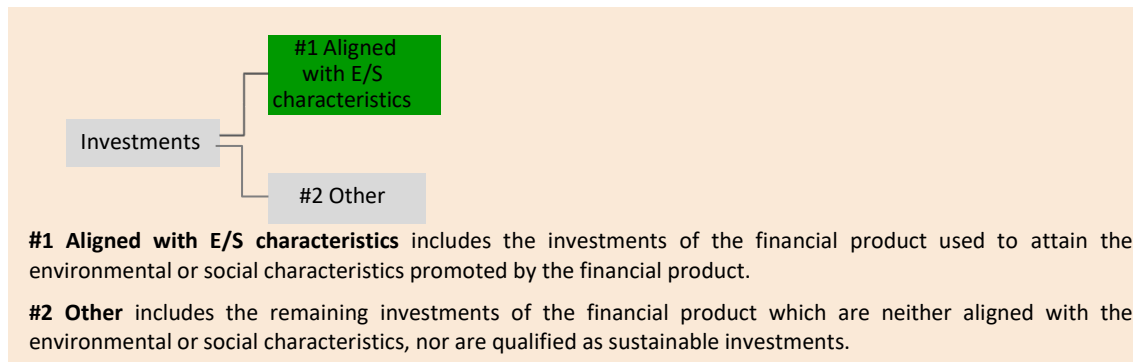 #1 Aligned
with E/S
characteristics
Investments
#2 Other
#1 Aligned with E/S characteristics includes the investments of the financial product used to attain the
environmental or social characteristics promoted by the financial product.
#2 Other includes the remaining investments of the financial product which are neither aligned with the
environmental or social characteristics, nor are qualified as sustainable investments.